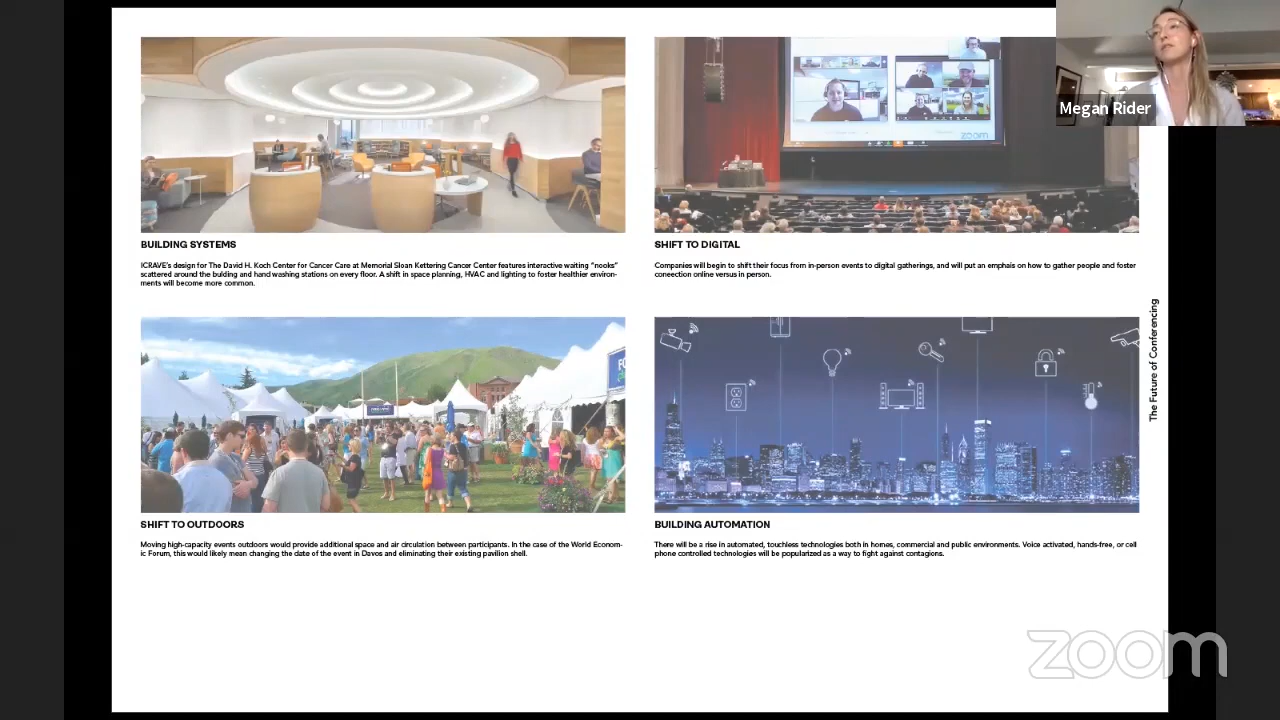 Megan Rider
zoom
BUILDING SYSTEMS
ICRAVE's design for The David H. Koch Center for Cancer Care at Memorial Sloan Kettering Cancer Center features interactive waiting "nooks"
scattered around the bulding and hand washing stations on every floor. A shift in space planning, HVAC and lighting to foster healthier environ-
ments will become more common.
SHIFT TO DIGITAL
Companies will begin to shift their focus from in-person events to digital gatherings, and will put an emphais on how to gather people and foster
coneection online versus in person.
The Future of Conferencing
FO
SHIFT TO OUTDOORS
Moving high-capacity events outdoors would provide additional space and air circulation between participants. In the case of the World Econom-
ic Forum, this would likely mean changing the date of the event in Davos and eliminating their existing pavilion shell.
BUILDING AUTOMATION
There will be a rise in automated, touchless technologies both in homes, commercial and public environments. Voice activated, hands-free, or cell
phone controlled technologies will be popularized as a way to fight against contagions.
zoom